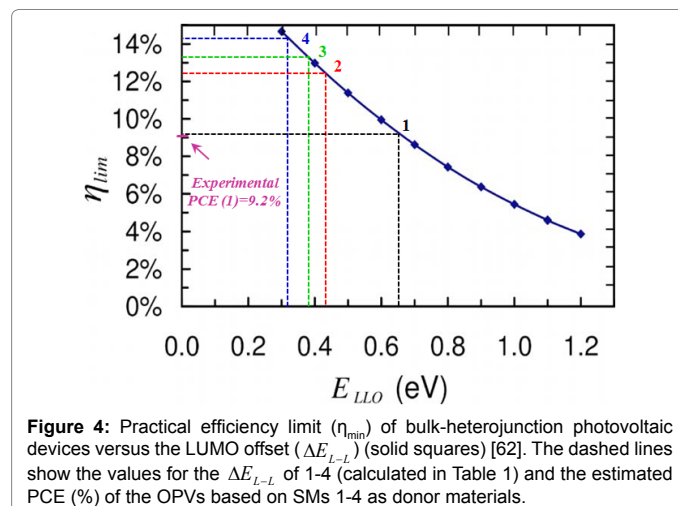 14%
12%
10%
8%
6%
4%
2%
0%
η lim
4
3
2
1
Experimental
PCE (1)=9.2%
0.0 0.2 0.4 0.6 0.8 1.0 1.2
E LLO (eV)
Figure 4: Practical efficiency limit (ηmin) of bulk-heterojunction photovoltaic
devices versus the LUMO offset (ΔE L−L) (solid squares) [62]. The dashed lines
show the values for the ΔE L−L of 1-4 (calculated in Table 1) and the estimated
PCE (%) of the OPVs based on SMs 1-4 as donor materials.